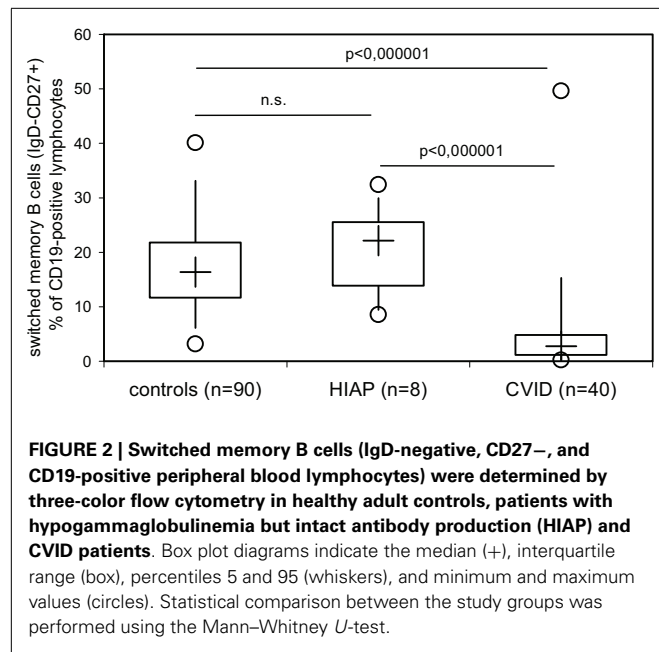 60
50
40
30
20
10
0
switched memory B cells (IgD-CD27+)
% of CD19-positive lymphocytes
p<0,000001
n.s.
p<0,000001
controls (n=90)
HIAP (n=8)
CVID (n=40)
FIGURE 2 | Switched memory B cells (IgD-negative, CD27−, and
CD19-positive peripheral blood lymphocytes) were determined by
three-color flow cytometry in healthy adult controls, patients with
hypogammaglobulinemia but intact antibody production (HIAP) and
CVID patients. Box plot diagrams indicate the median (+), interquartile
range (box), percentiles 5 and 95 (whiskers), and minimum and maximum
values (circles). Statistical comparison between the study groups was
performed using the Mann–Whitney U-test.